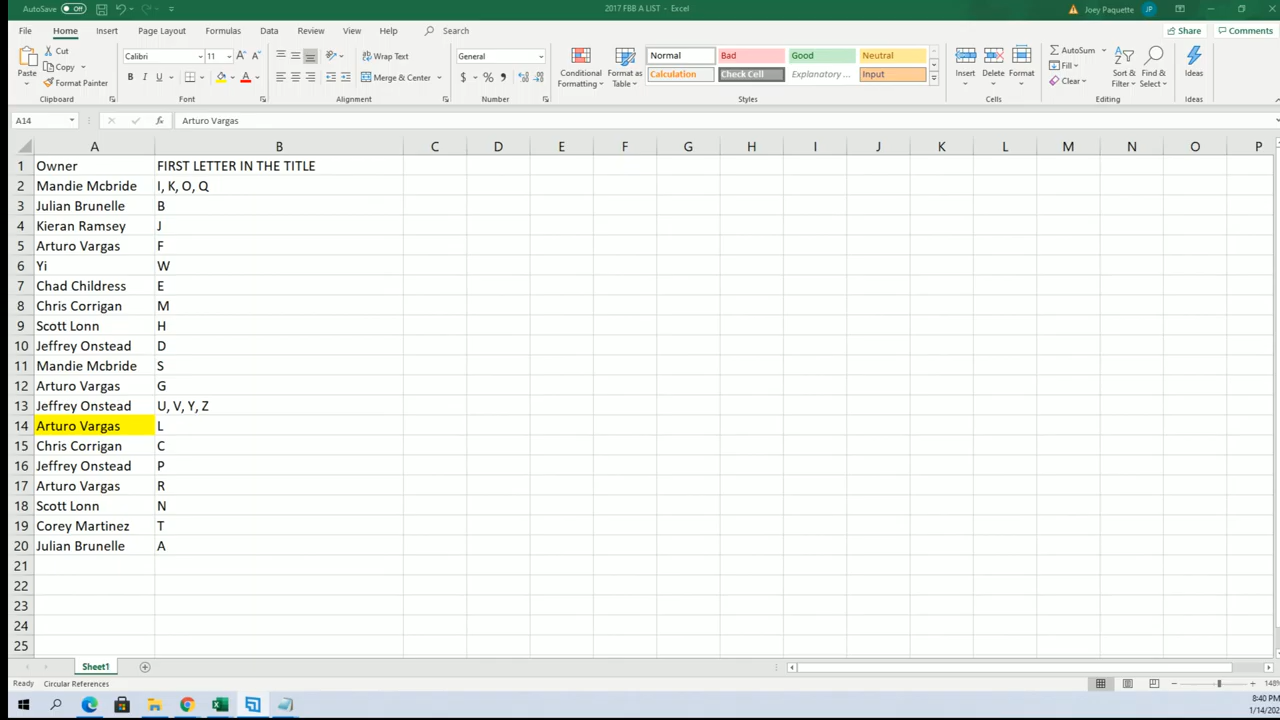 AutoSave Off
2017 FBB A LIST - Excel
Joey Paquette JP
File Home Insert Page Layout Formulas Data Review View Help Search
Share Comments
Paste
Cut
Copy
Format Painter
Clipboard
Calibri 11
B I U
Font
Wrap Text
Merge & Center
Alignment
General
$ % ,
Number
Conditional Formatting
Format as Table
Normal Bad Good Neutral
Calculation Check Cell Explanatory ... Input
Styles
Insert Delete Format
Cells
AutoSum
Fill
Clear
Sort & Filter
Find & Select
Editing
Ideas
Ideas
A14 fx Arturo Vargas
A B C D E F G H I J K L M N O P
1 Owner FIRST LETTER IN THE TITLE
2 Mandie Mcbride I, K, O, Q
3 Julian Brunelle B
4 Kieran Ramsey J
5 Arturo Vargas F
6 Yi W
7 Chad Childress E
8 Chris Corrigan M
9 Scott Lonn H
10 Jeffrey Onstead D
11 Mandie Mcbride S
12 Arturo Vargas G
13 Jeffrey Onstead U, V, Y, Z
14 Arturo Vargas L
15 Chris Corrigan C
16 Jeffrey Onstead P
17 Arturo Vargas R
18 Scott Lonn N
19 Corey Martinez T
20 Julian Brunelle A
21
22
23
24
25
Sheet1
Ready Circular References
8:40 PM